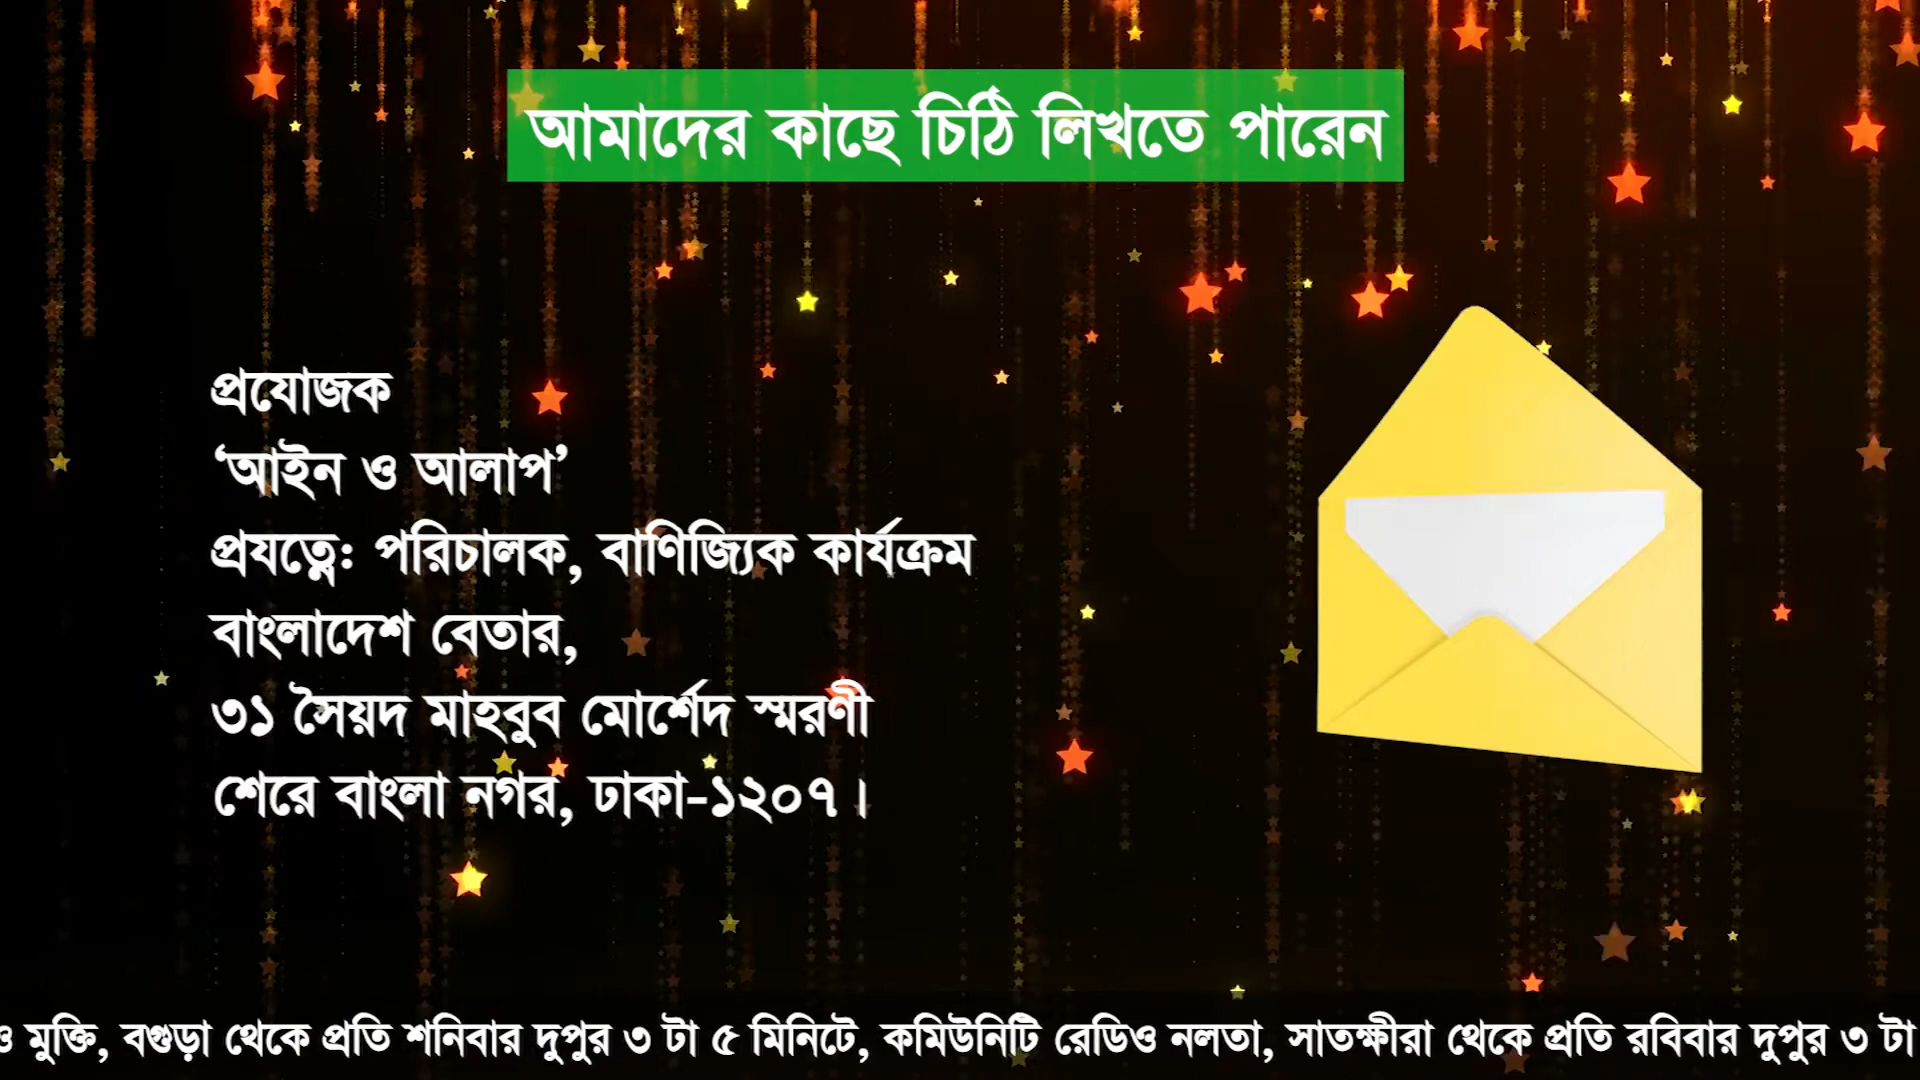 আমাদের কাছে চিঠি লিখতে পারেন
প্রযোজক
‘আইন ও আলাপ’
প্রযত্নে: পরিচালক, বাণিজ্যিক কার্যক্রম
বাংলাদেশ বেতার,
৩১ সৈয়দ মাহবুব মোর্শেদ স্মরণী
শেরে বাংলা নগর, ঢাকা-১২০৭।
ও মুক্তি, বগুড়া থেকে প্রতি শনিবার দুপুর ৩ টা ৫ মিনিটে, কমিউনিটি রেডিও নলতা, সাতক্ষীরা থেকে প্রতি রবিবার দুপুর ৩ টা